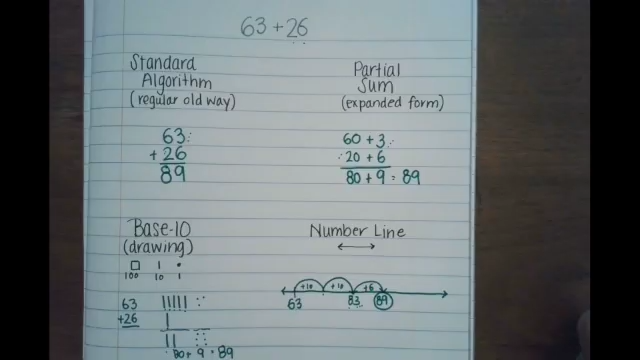 63 + 26
Standard
Algorithm
(regular old way)
63
+ 26
89
Partial
Sum
(expanded form)
60 + 3
20 + 6
80 + 9 = 89
Base-10
(drawing)
100 10 1
63
+26
80 + 9 = 89
Number Line
+10 +10 +6
63 83 89